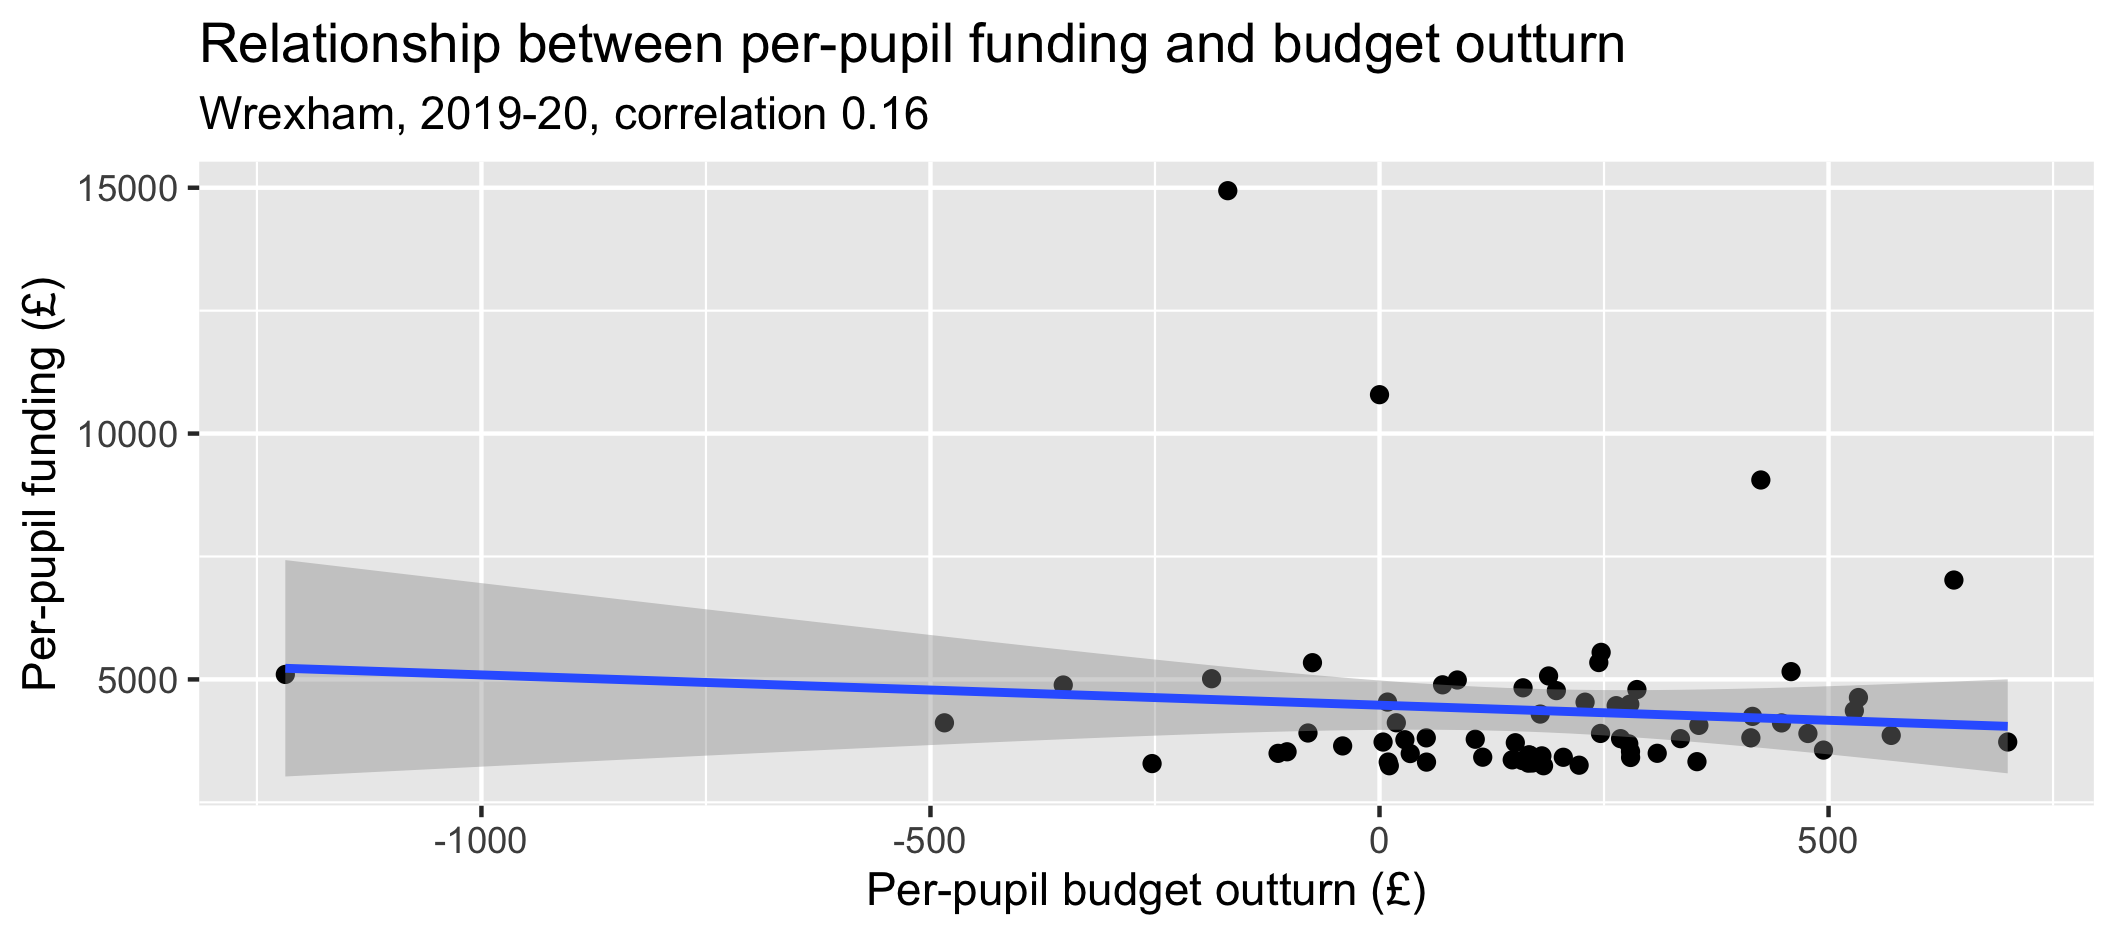 Relationship between per-pupil funding and budget outturn
Wrexham, 2019-20, correlation 0.16
Per-pupil funding (£)
15000
10000
5000
-1000
-500
0
500
Per-pupil budget outturn (£)